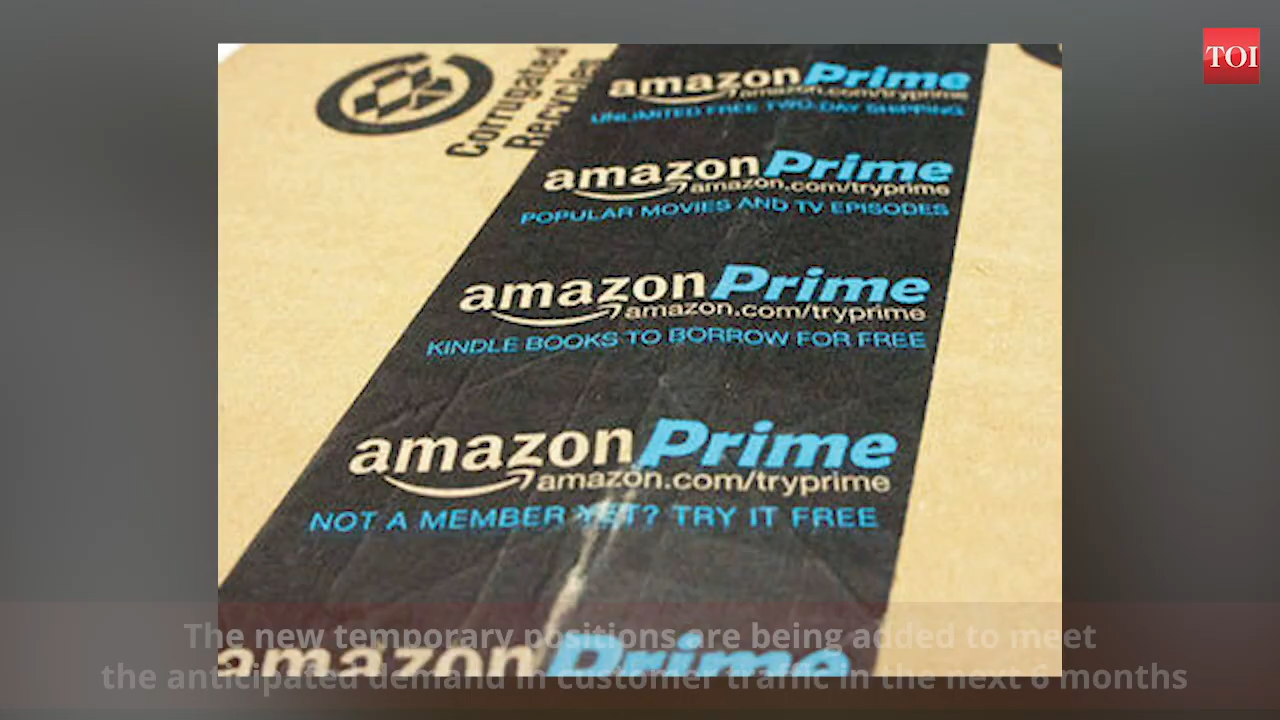 TOI
Corrugated
Recycles
amazonPrime
amazon.com/tryprime
UNLIMITED FREE TWO-DAY SHIPPING
amazonPrime
amazon.com/tryprime
POPULAR MOVIES AND TV EPISODES
amazonPrime
amazon.com/tryprime
KINDLE BOOKS TO BORROW FOR FREE
amazonPrime
amazon.com/tryprime
NOT A MEMBER YET? TRY IT FREE
amazonPrime
The new temporary positions are being added to meet
the anticipated demand in customer traffic in the next 6 months